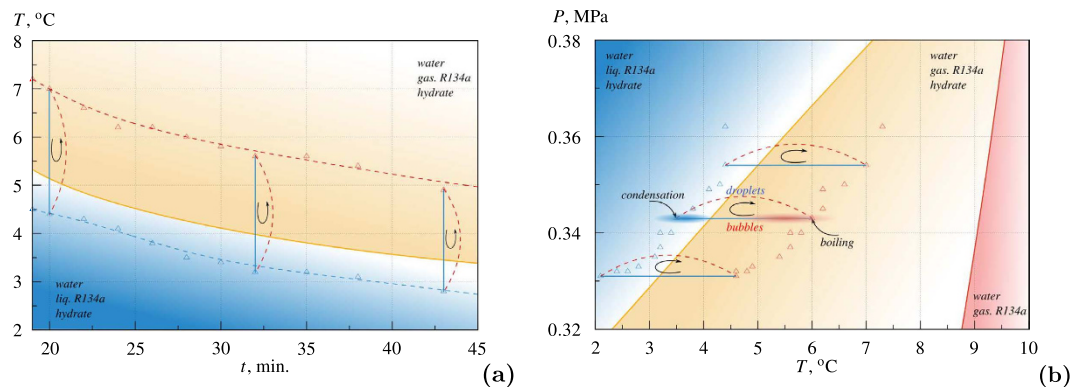 T, °C
8
7
6
5
4
3
2
water
gas. R134a
hydrate
water
liq. R134a
hydrate
20
25
30
35
40
45
t, min.
(a)
P, MPa
0.38
0.36
0.34
0.32
water
liq. R134a
hydrate
water
gas. R134a
hydrate
condensation
droplets
bubbles
boiling
water
gas. R134a
2
3
4
5
6
7
8
9
10
T, °C
(b)